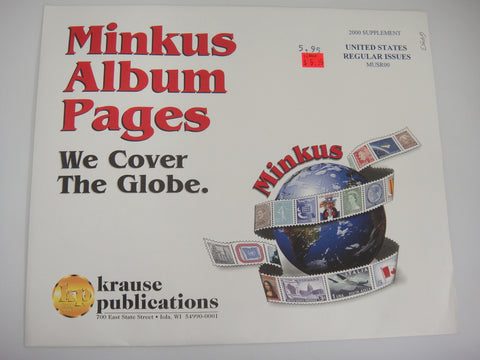 Minkus
Album
Pages
We Cover
The Globe.
2000 SUPPLEMENT
UNITED STATES
REGULAR ISSUES
MUSR00
5.95
Minkus
kp
krause
publications
700 East State Street • Iola, WI 54990-0001